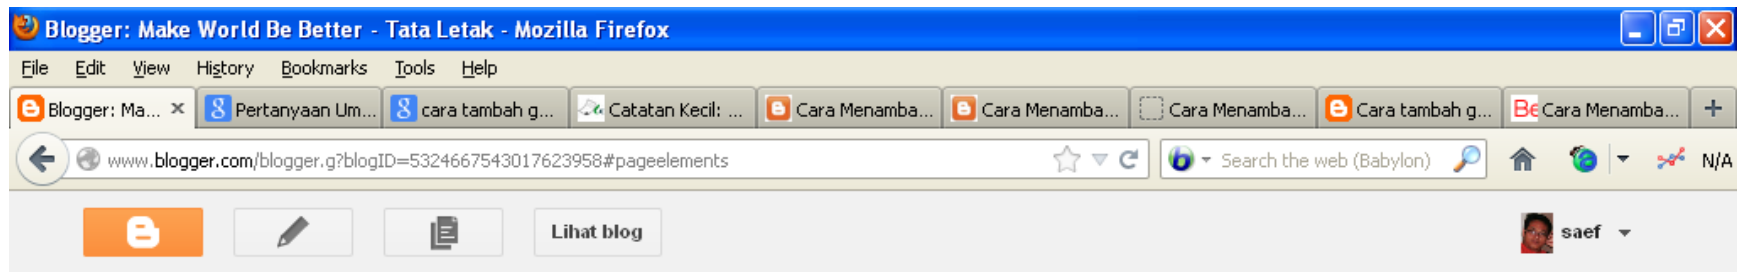 Blogger: Make World Be Better - Tata Letak - Mozilla Firefox
File Edit View History Bookmarks Tools Help
Blogger: Ma... Pertanyaan Um... cara tambah g... Catatan Kecil: ... Cara Menamba... Cara Menamba... Cara Menamba... Cara tambah g... Be Cara Menamba...
www.blogger.com/blogger.g?blogID=5324667543017623958#pageelements Search the web (Babylon) N/A
Lihat blog saef